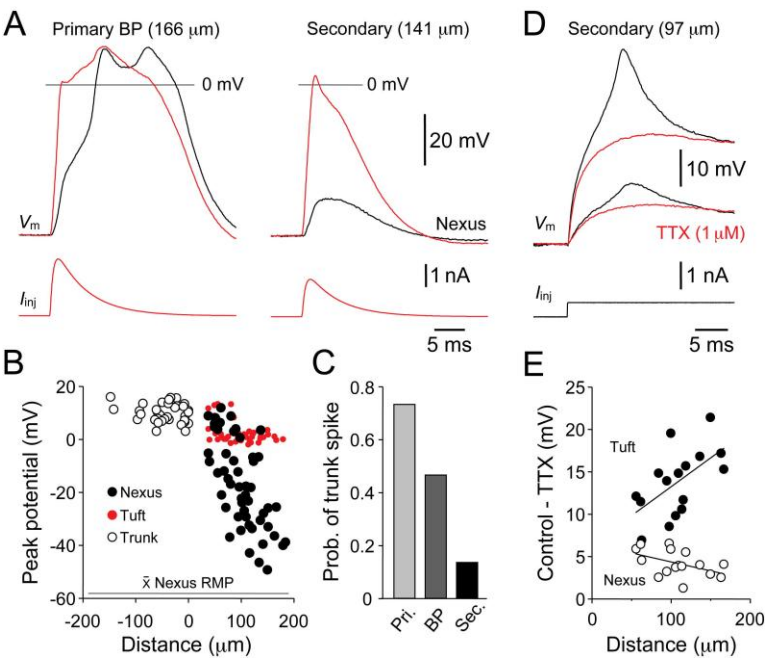 A
Primary BP (166 µm)
Secondary (141 µm)
0 mV
0 mV
20 mV
Vm
Nexus
Iinj
1 nA
5 ms
D
Secondary (97 µm)
10 mV
Vm
TTX (1 µM)
1 nA
Iinj
5 ms
B
Peak potential (mV)
20
0
-20
-40
-60
Nexus
Tuft
Trunk
x̄ Nexus RMP
-200 -100 0 100 200
Distance (µm)
C
Prob. of trunk spike
0.8
0.6
0.4
0.2
0
Pri.
BP
Sec.
E
Control - TTX (mV)
25
20
15
10
5
0
Tuft
Nexus
0 100 200
Distance (µm)